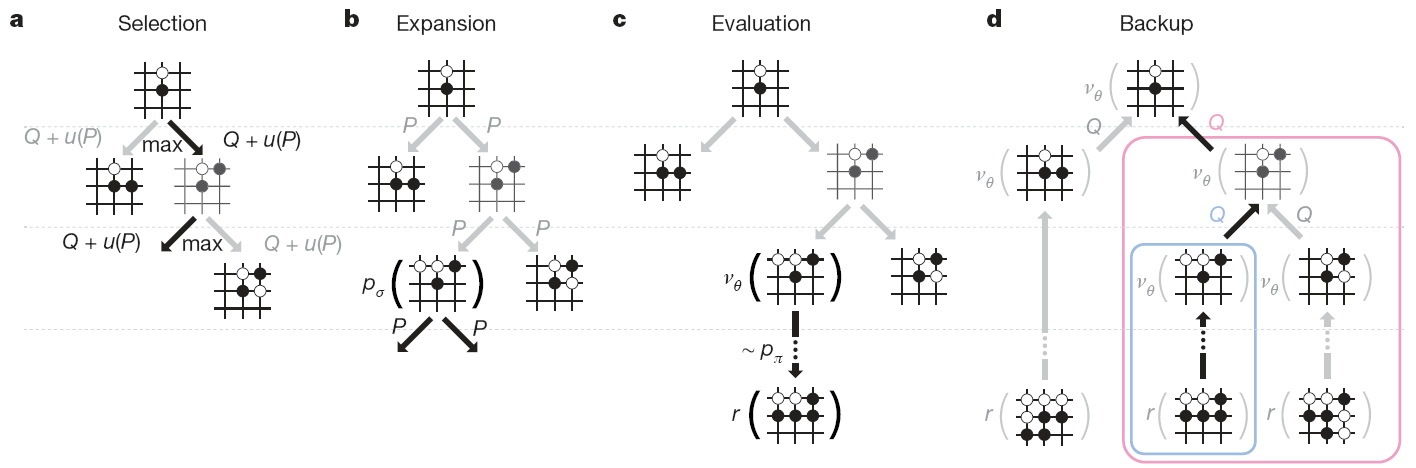 a Selection
b Expansion
c Evaluation
d Backup
Q + u(P)
max
Q + u(P)
Q + u(P)
max
Q + u(P)
P
P
P
P
pσ
P
P
νθ
~ pπ
r
νθ
Q
Q
νθ
νθ
Q
Q
νθ
νθ
r
r
r